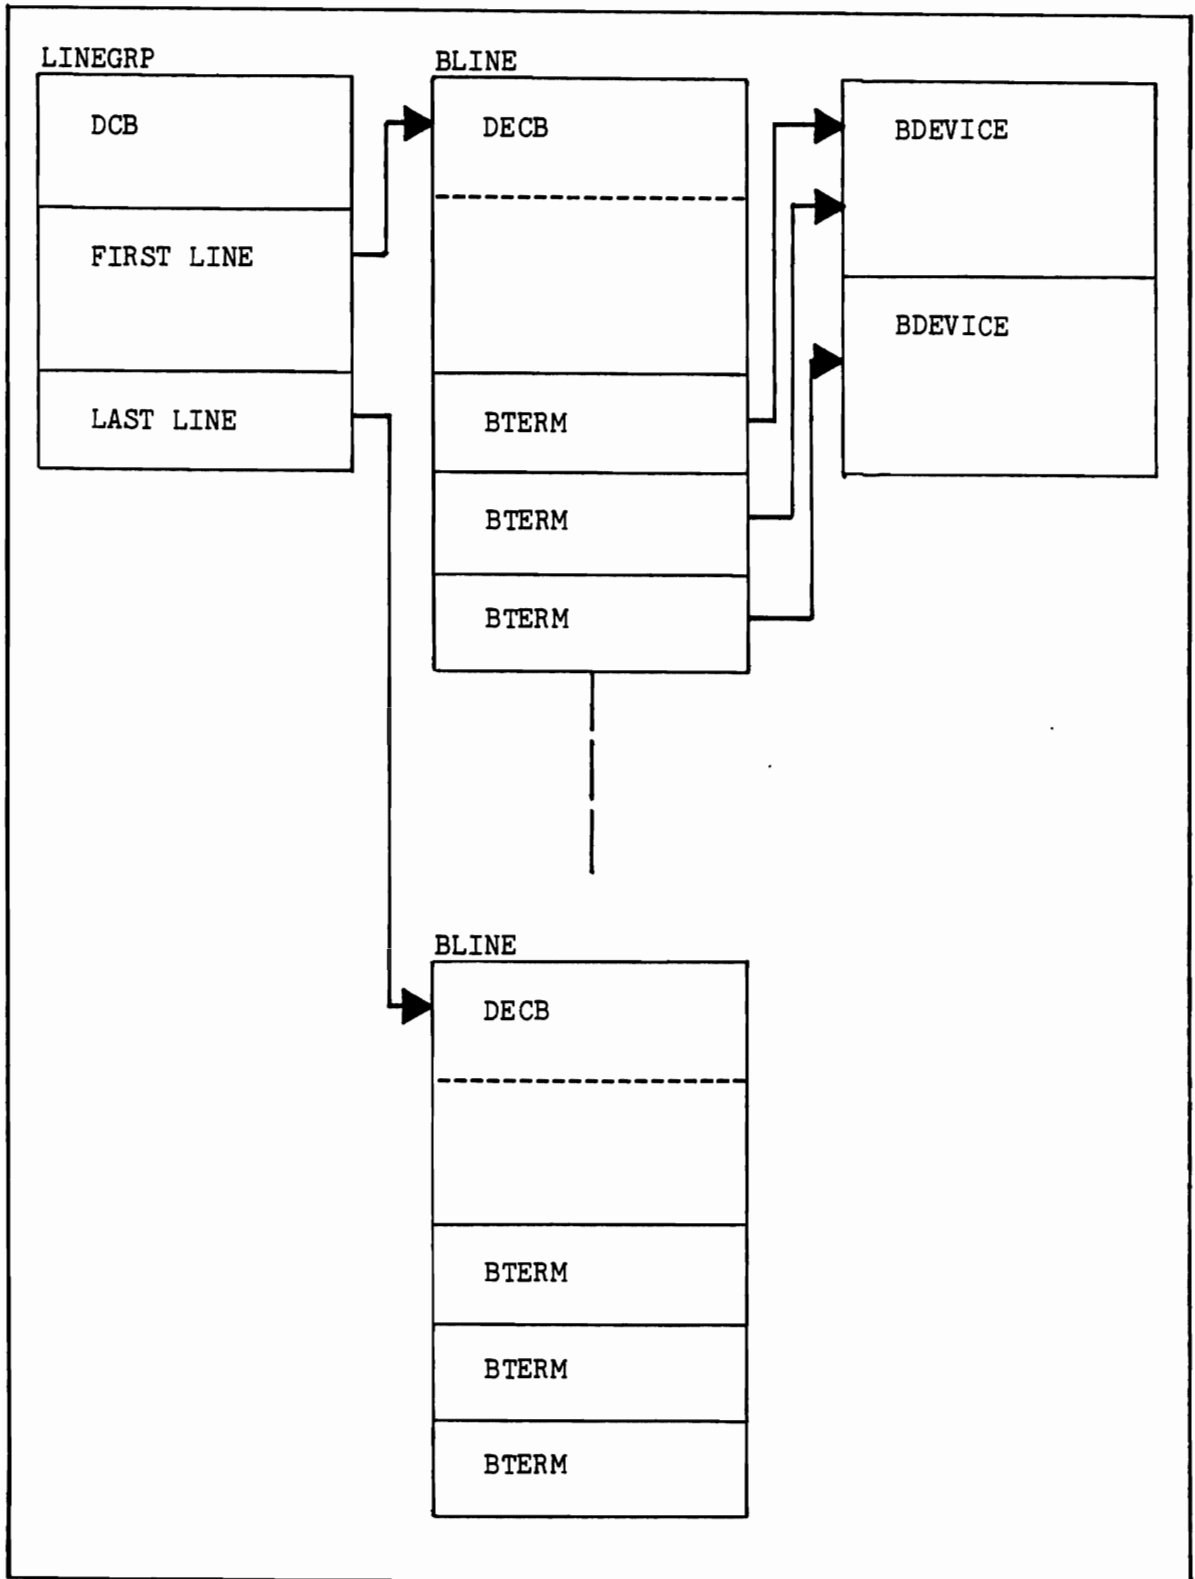 LINEGRP
DCB
FIRST LINE
LAST LINE
BLINE
DECB
BTERM
BTERM
BTERM
BDEVICE
BDEVICE
BLINE
DECB
BTERM
BTERM
BTERM